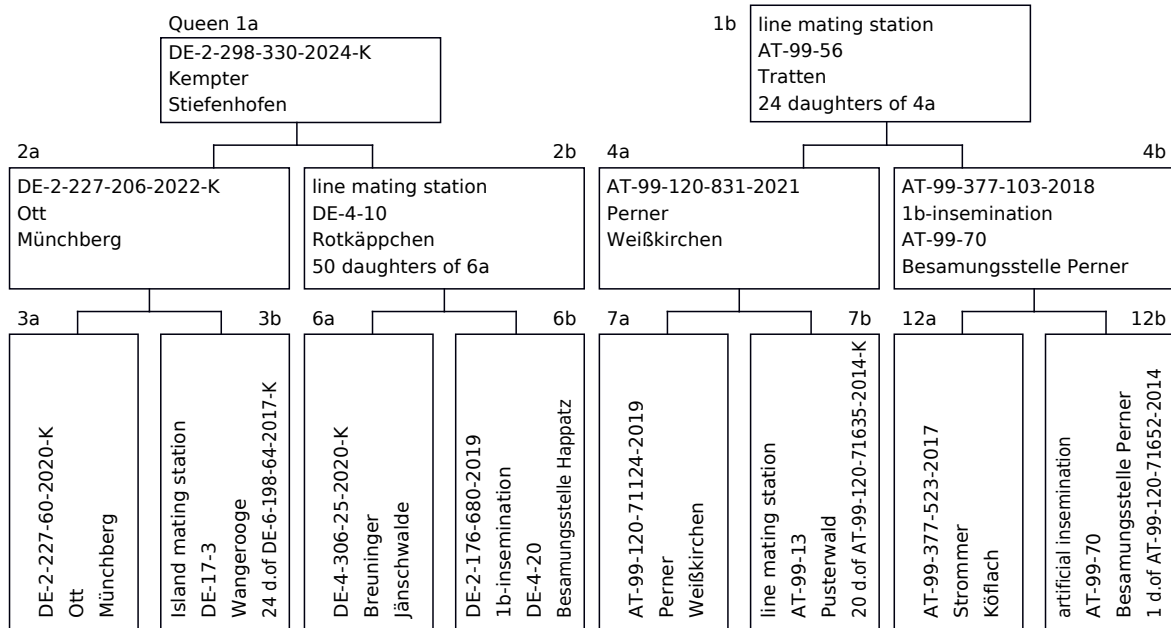 Queen 1a
DE-2-298-330-2024-K
Kempter
Stiefenhofen
1b
line mating station
AT-99-56
Tratten
24 daughters of 4a
2a
DE-2-227-206-2022-K
Ott
Münchberg
2b
line mating station
DE-4-10
Rotkäppchen
50 daughters of 6a
4a
AT-99-120-831-2021
Perner
Weißkirchen
4b
AT-99-377-103-2018
1b-insemination
AT-99-70
Besamungsstelle Perner
3a
DE-2-227-60-2020-K
Ott
Münchberg
3b
Island mating station
DE-17-3
Wangerooge
24 d.of DE-6-198-64-2017-K
6a
DE-4-306-25-2020-K
Breuninger
Jänschwalde
6b
DE-2-176-680-2019
1b-insemination
DE-4-20
Besamungsstelle Happatz
7a
AT-99-120-71124-2019
Perner
Weißkirchen
7b
line mating station
AT-99-13
Pusterwald
20 d.of AT-99-120-71635-2014-K
12a
AT-99-377-523-2017
Strommer
Köflach
12b
artificial insemination
AT-99-70
Besamungsstelle Perner
1 d.of AT-99-120-71652-2014